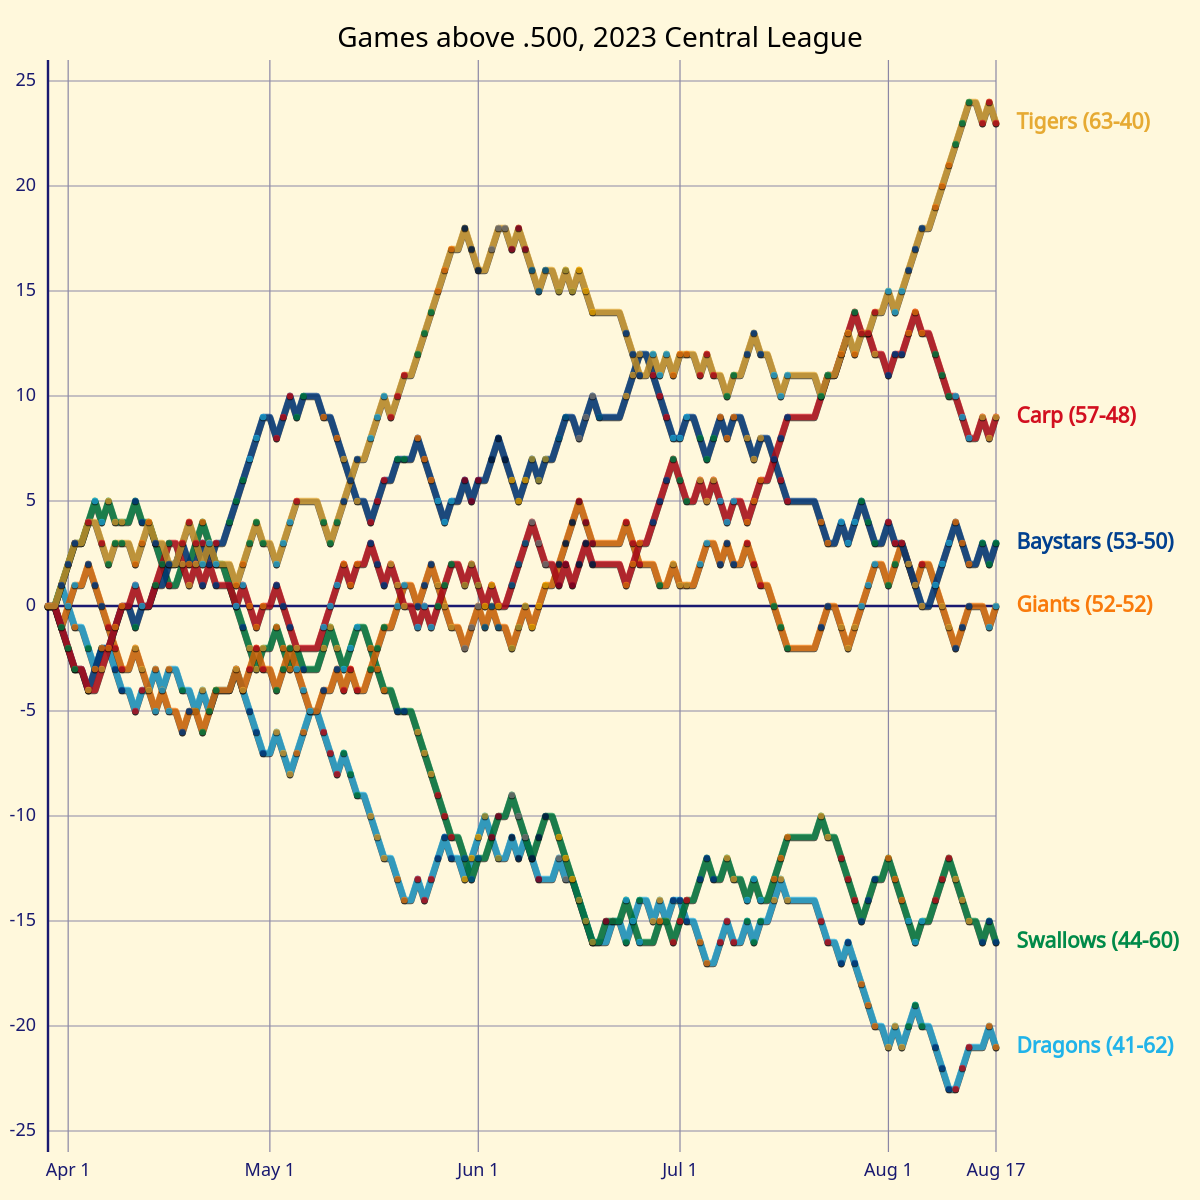 Games above .500, 2023 Central League
25
20
15
10
5
0
-5
-10
-15
-20
-25
Tigers (63-40)
Carp (57-48)
Baystars (53-50)
Giants (52-52)
Swallows (44-60)
Dragons (41-62)
Apr 1
May 1
Jun 1
Jul 1
Aug 1
Aug 17